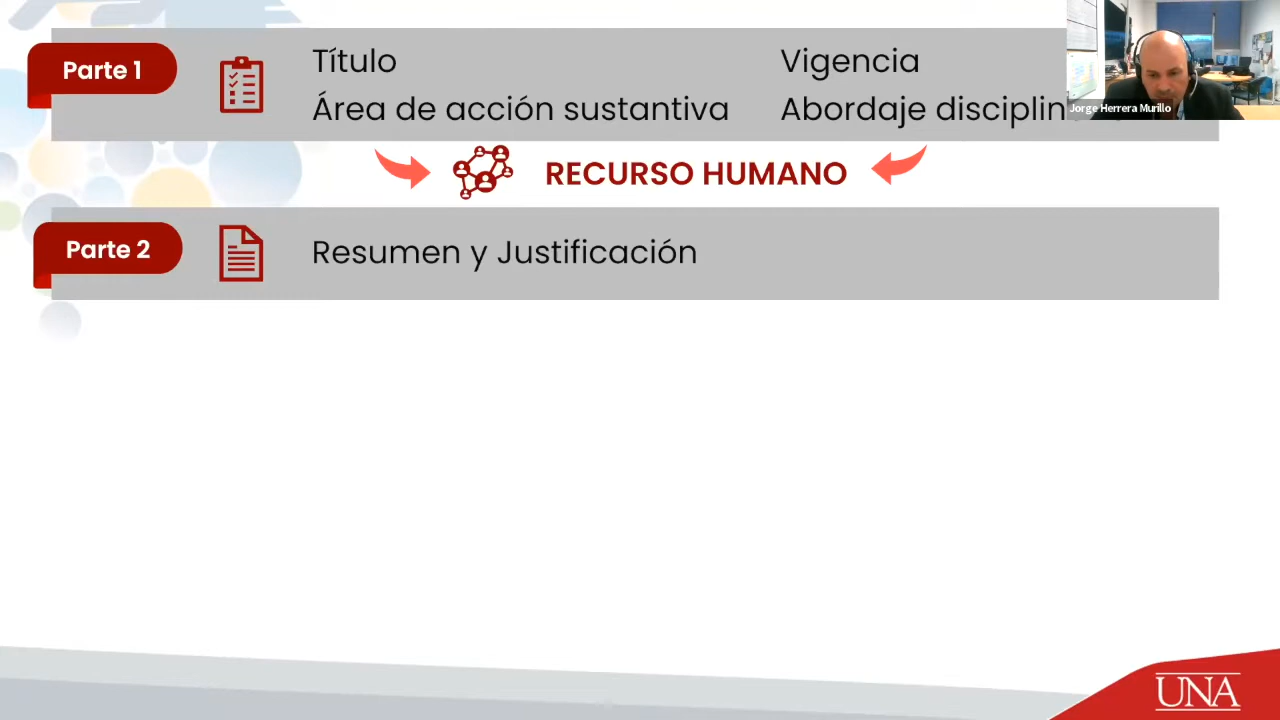 Parte 1
Título
Área de acción sustantiva
Vigencia
Abordaje disciplin
Jorge Herrera Murillo
RECURSO HUMANO
Parte 2
Resumen y Justificación
UNA